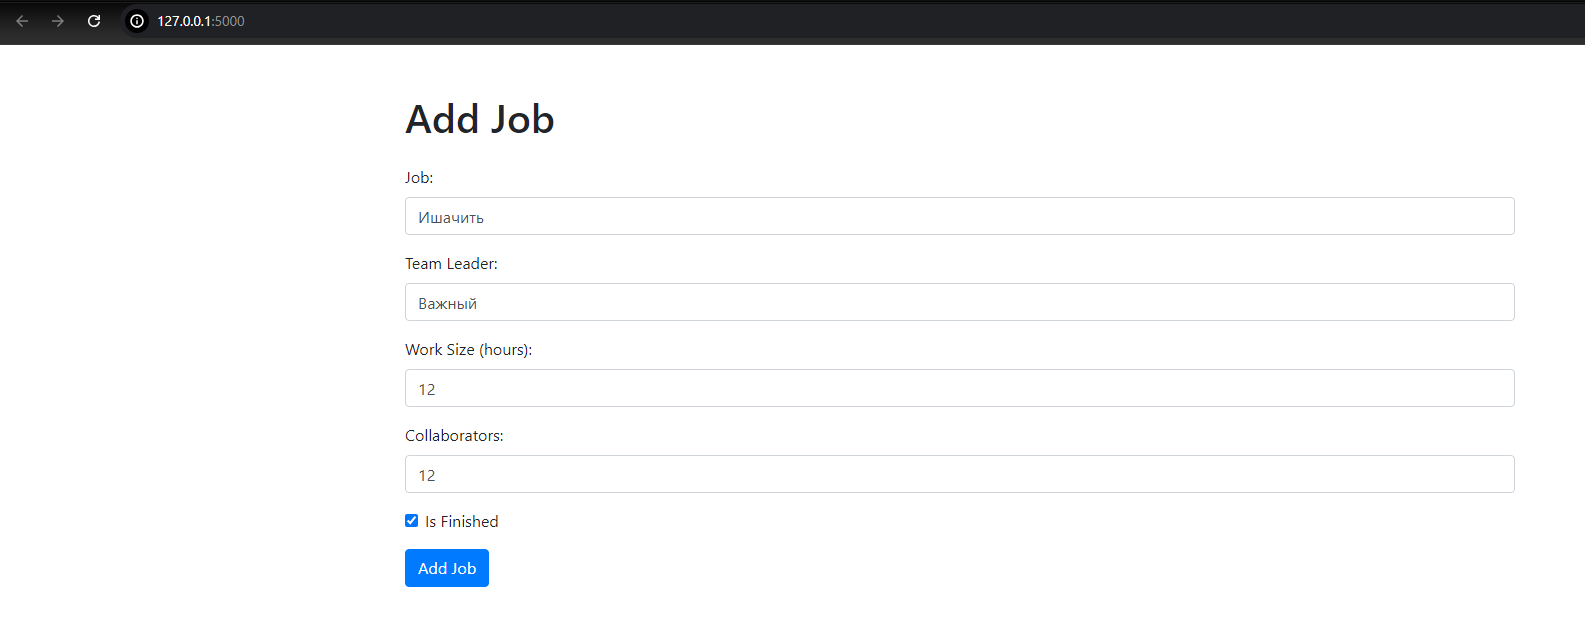 127.0.0.1:5000
Add Job
Job:
Ишачить
Team Leader:
Важный
Work Size (hours):
12
Collaborators:
12
Is Finished
Add Job